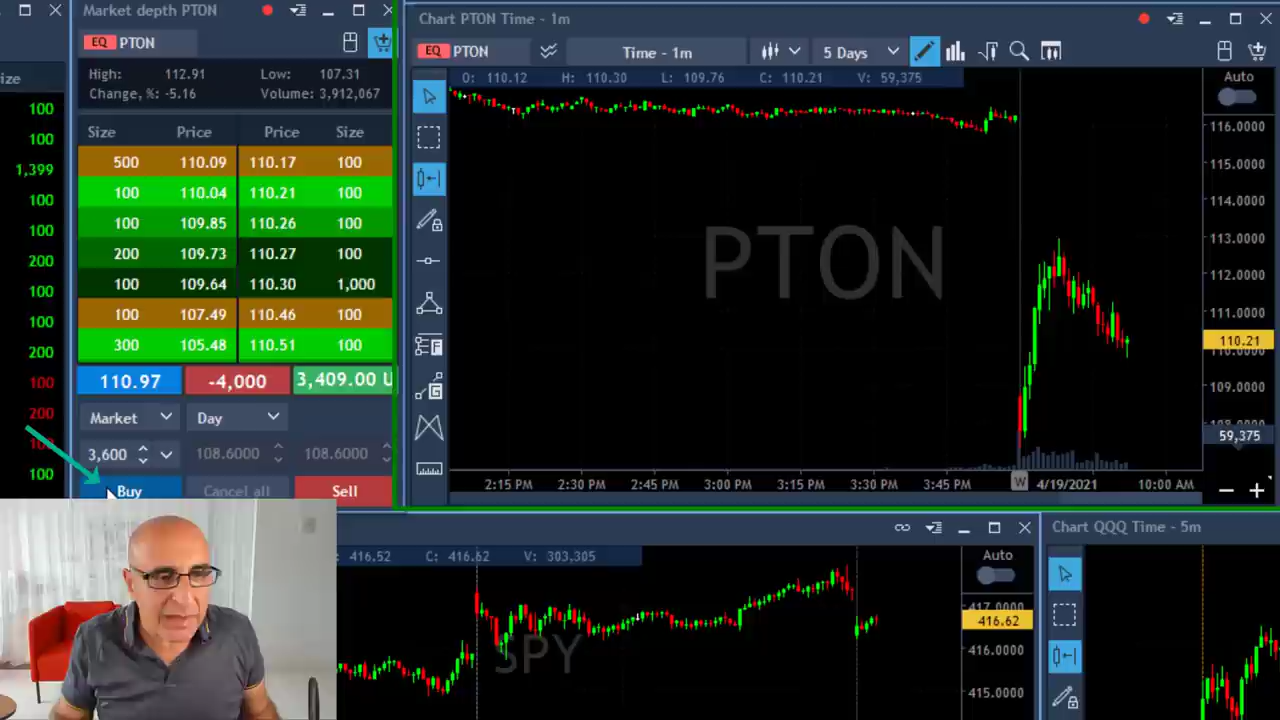 Market depth PTON
EQ PTON
High: 112.91 Low: 107.31
Change, %: -5.16 Volume: 3,912,067
Size Price Price Size
500 110.09 110.17 100
100 110.04 110.21 100
100 109.85 110.26 100
200 109.73 110.27 100
100 109.64 110.30 1,000
100 107.49 110.46 100
300 105.48 110.51 100
110.97 -4,000 3,409.00 U
Market Day
3,600 108.6000 108.6000
Buy Cancel all Sell
ize
100
100
1,399
100
100
200
100
100
200
100
200
100
100
Chart PTON Time - 1m
EQ PTON Time - 1m 5 Days
O: 110.12 H: 110.30 L: 109.76 C: 110.21 V: 59,375
Auto
PTON
116.0000
115.0000
114.0000
113.0000
112.0000
111.0000
110.21
110.0000
109.0000
59,375
2:15 PM 2:30 PM 2:45 PM 3:00 PM 3:15 PM 3:30 PM 3:45 PM W 4/19/2021 10:00 AM
416.52 C: 416.62 V: 303,305
Auto
SPY
417.0000
416.62
416.0000
415.0000
Chart QQQ Time - 5m